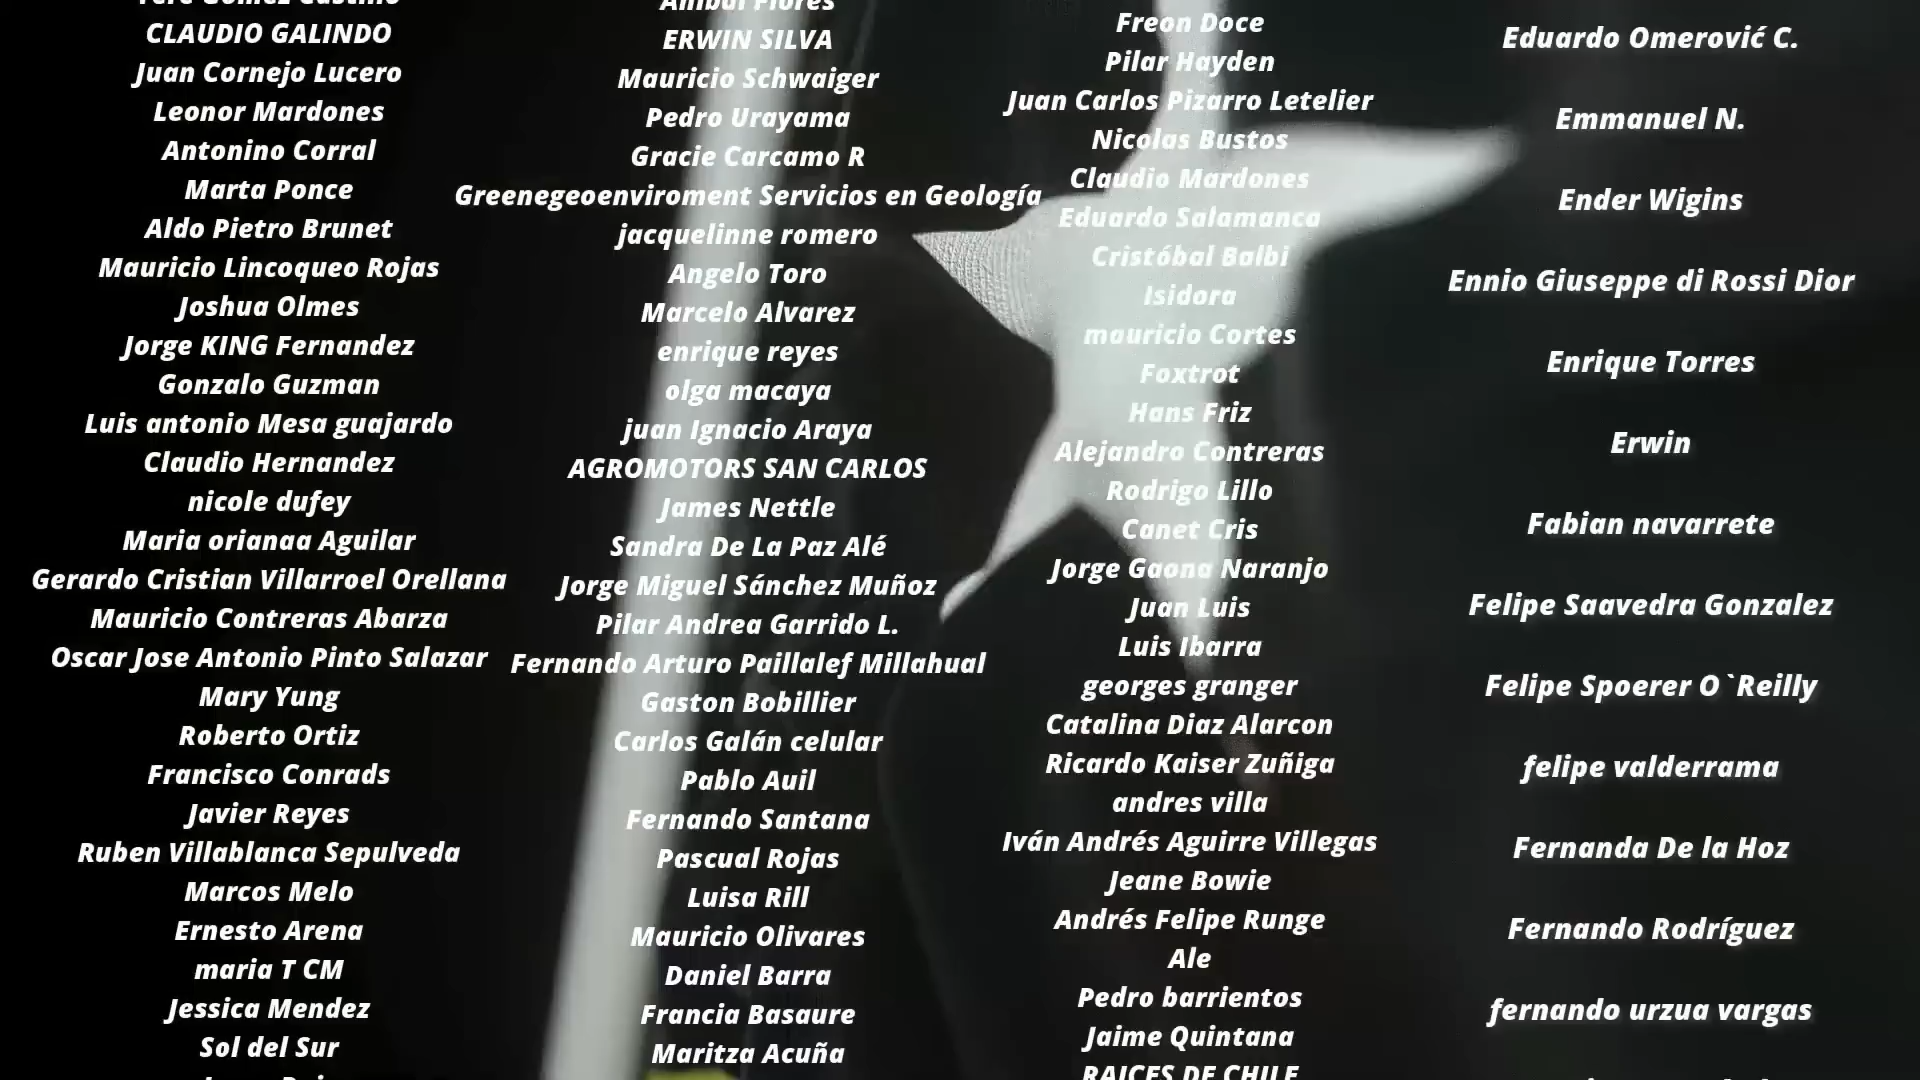 CLAUDIO GALINDO
Juan Cornejo Lucero
Leonor Mardones
Antonino Corral
Marta Ponce
Aldo Pietro Brunet
Mauricio Lincoqueo Rojas
Joshua Olmes
Jorge KING Fernandez
Gonzalo Guzman
Luis antonio Mesa guajardo
Claudio Hernandez
nicole dufey
Maria orianaa Aguilar
Gerardo Cristian Villarroel Orellana
Mauricio Contreras Abarza
Oscar Jose Antonio Pinto Salazar
Mary Yung
Roberto Ortiz
Francisco Conrads
Javier Reyes
Ruben Villablanca Sepulveda
Marcos Melo
Ernesto Arena
maria T CM
Jessica Mendez
Sol del Sur
Anibal Flores
ERWIN SILVA
Mauricio Schwaiger
Pedro Urayama
Gracie Carcamo R
Greenegeoenviroment Servicios en Geología
jacquelinne romero
Angelo Toro
Marcelo Alvarez
enrique reyes
olga macaya
juan Ignacio Araya
AGROMOTORS SAN CARLOS
James Nettle
Sandra De La Paz Alé
Jorge Miguel Sánchez Muñoz
Pilar Andrea Garrido L.
Fernando Arturo Paillalef Millahual
Gaston Bobillier
Carlos Galán celular
Pablo Auil
Fernando Santana
Pascual Rojas
Luisa Rill
Mauricio Olivares
Daniel Barra
Francia Basaure
Maritza Acuña
Freon Doce
Pilar Hayden
Juan Carlos Pizarro Letelier
Nicolas Bustos
Claudio Mardones
Eduardo Salamanca
Cristóbal Balbi
Isidora
mauricio Cortes
Foxtrot
Hans Friz
Alejandro Contreras
Rodrigo Lillo
Canet Cris
Jorge Gaona Naranjo
Juan Luis
Luis Ibarra
georges granger
Catalina Diaz Alarcon
Ricardo Kaiser Zuñiga
andres villa
Iván Andrés Aguirre Villegas
Jeane Bowie
Andrés Felipe Runge
Ale
Pedro barrientos
Jaime Quintana
RAICES DE CHILE
Eduardo Omerović C.
Emmanuel N.
Ender Wigins
Ennio Giuseppe di Rossi Dior
Enrique Torres
Erwin
Fabian navarrete
Felipe Saavedra Gonzalez
Felipe Spoerer O`Reilly
felipe valderrama
Fernanda De la Hoz
Fernando Rodríguez
fernando urzua vargas